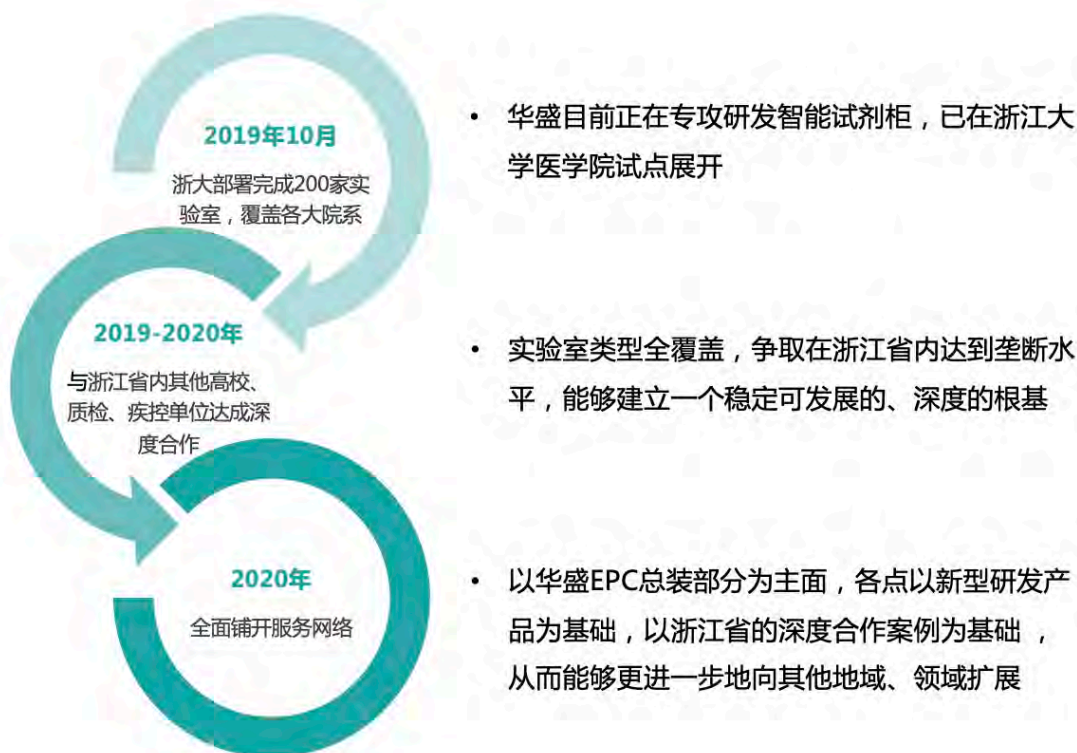 2019年10月
浙大部署完成200家实
验室，覆盖各大院系
• 华盛目前正在专攻研发智能试剂柜，已在浙江大
学医学院试点展开
2019-2020年
与浙江省内其他高校、
质检、疾控单位达成深
度合作
• 实验室类型全覆盖，争取在浙江省内达到垄断水
平，能够建立一个稳定可发展的、深度的根基
2020年
全面铺开服务网络
• 以华盛EPC总装部分为主面，各点以新型研发产
品为基础，以浙江省的深度合作案例为基础，
从而能够更进一步地向其他地域、领域扩展